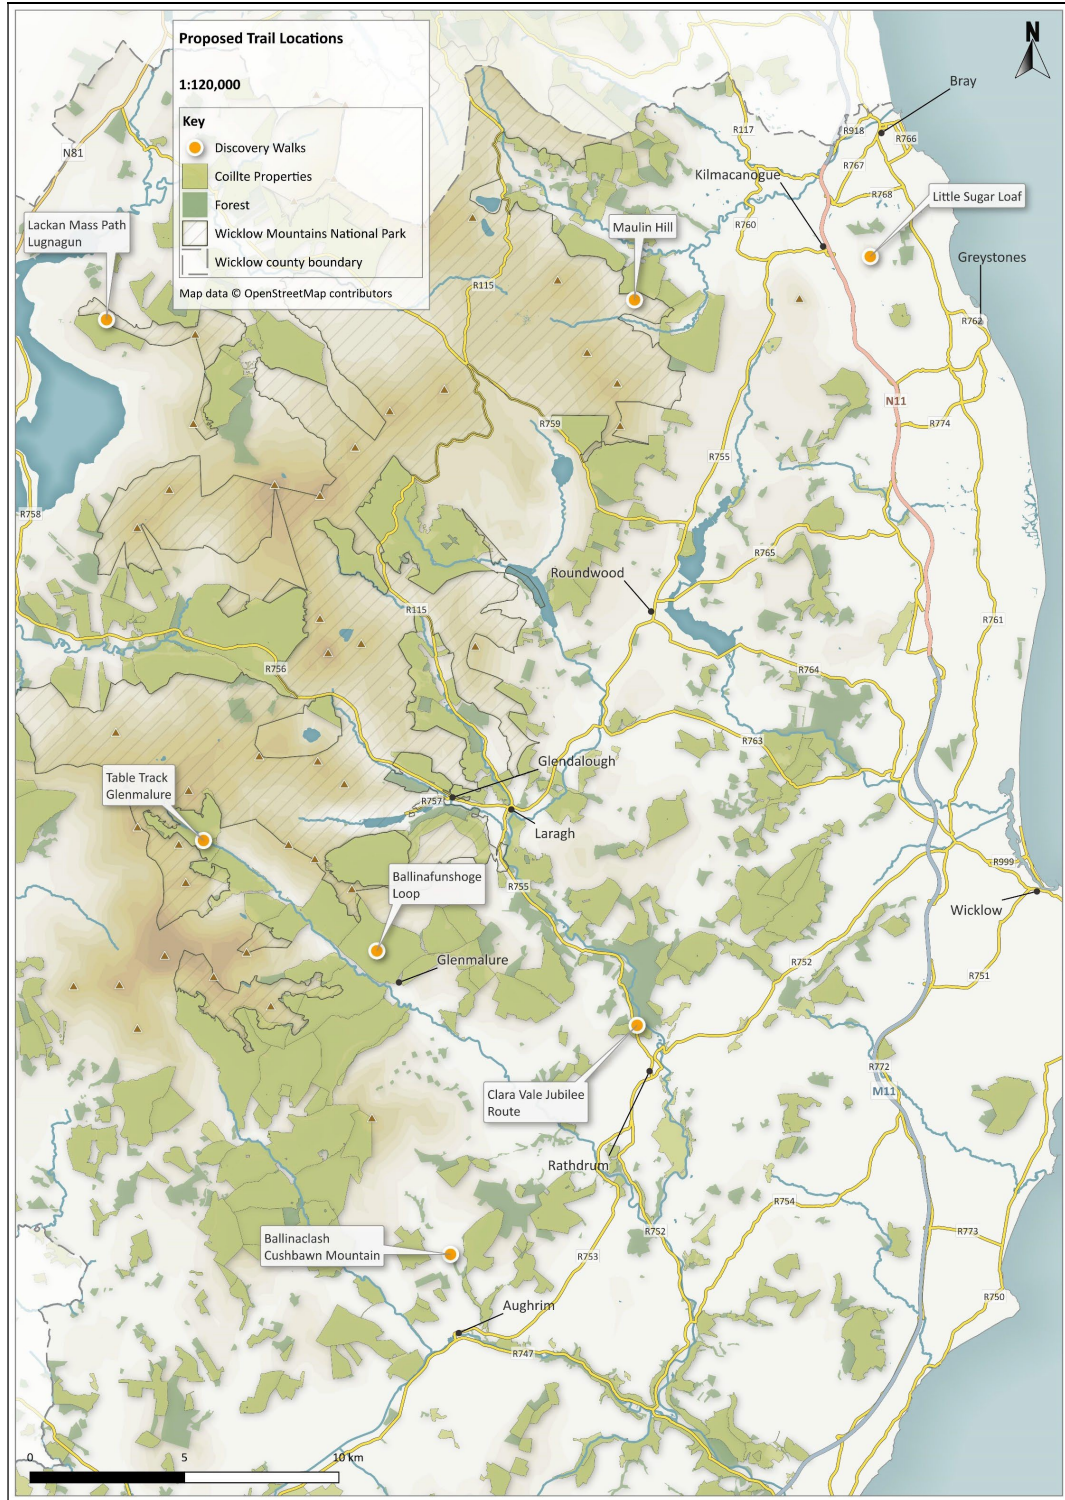 Proposed Trail Locations
1:120,000
Key
Discovery Walks
Coillte Properties
Forest
Wicklow Mountains National Park
Wicklow county boundary
Map data © OpenStreetMap contributors
N
Bray
R117
R918
R766
N81
R767
Kilmacanogue
R768
Little Sugar Loaf
Lackan Mass Path
Lugnagun
Maulin Hill
R760
Greystones
R115
R762
N11
R759
R774
R755
R758
R765
Roundwood
R115
R761
R756
R764
R763
Glendalough
Table Track
Glenmalure
R757
Laragh
R999
Ballinafunshoge
Loop
R755
Wicklow
Glenmalure
R752
R751
R772
Clara Vale Jubilee
Route
M11
Rathdrum
R754
Ballinaclash
Cushbawn Mountain
R752
R773
R753
R750
Aughrim
R747
0
5
10 km